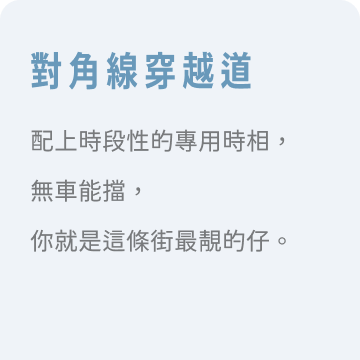 對角線穿越道
配上時段性的專用時相，
無車能擋，
你就是這條街最靚的仔。